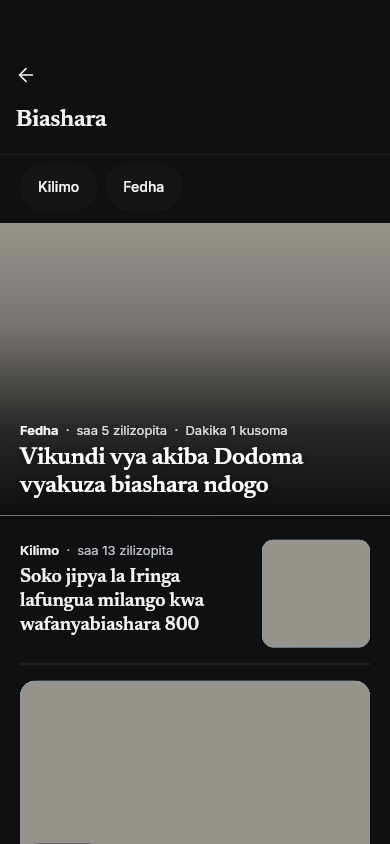 Biashara
Kilimo
Fedha
Fedha · saa 5 zilizopita · Dakika 1 kusoma
Vikundi vya akiba Dodoma
vyakuza biashara ndogo
Kilimo · saa 13 zilizopita
Soko jipya la Iringa
lafungua milango kwa
wafanyabiashara 800